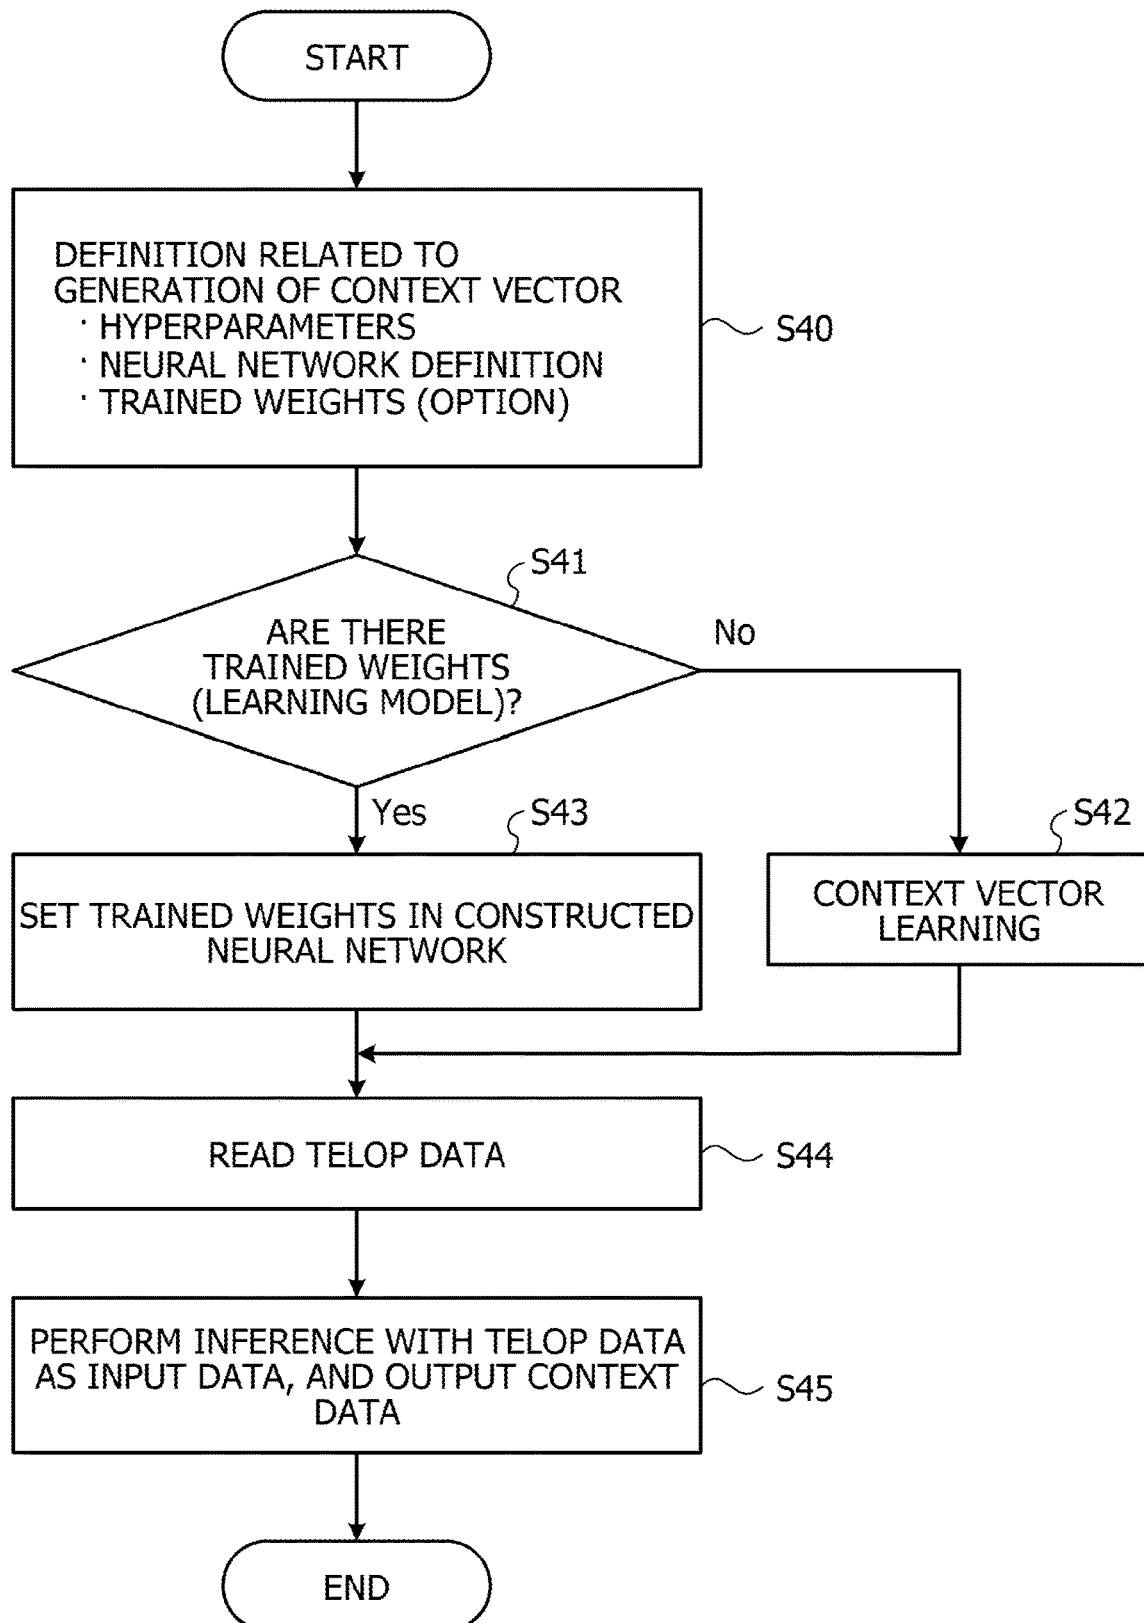 START
DEFINITION RELATED TO
GENERATION OF CONTEXT VECTOR
· HYPERPARAMETERS
· NEURAL NETWORK DEFINITION
· TRAINED WEIGHTS (OPTION)
S40
S41
ARE THERE
TRAINED WEIGHTS
(LEARNING MODEL)?
No
Yes
S43
S42
SET TRAINED WEIGHTS IN CONSTRUCTED
NEURAL NETWORK
CONTEXT VECTOR
LEARNING
READ TELOP DATA
S44
PERFORM INFERENCE WITH TELOP DATA
AS INPUT DATA, AND OUTPUT CONTEXT
DATA
S45
END